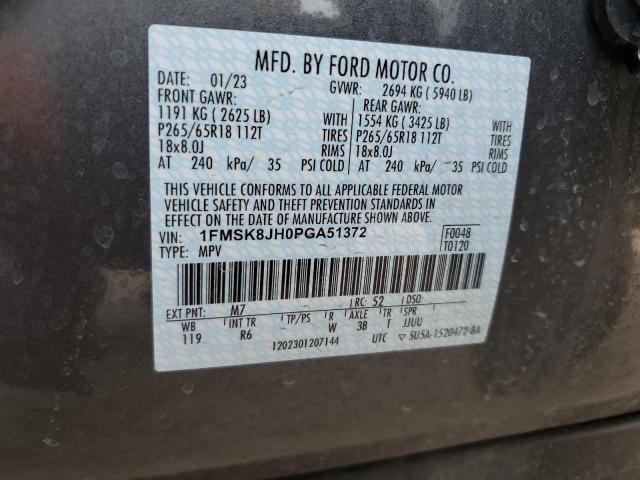 MFD. BY FORD MOTOR CO.
DATE: 01/23 GVWR: 2694 KG ( 5940 LB)
FRONT GAWR: REAR GAWR:
1191 KG ( 2625 LB) WITH 1554 KG ( 3425 LB) WITH
P265/65R18 112T TIRES P265/65R18 112T TIRES
18x8.0J RIMS 18x8.0J RIMS
AT 240 kPa/ 35 PSI COLD AT 240 kPa/ 35 PSI COLD
THIS VEHICLE CONFORMS TO ALL APPLICABLE FEDERAL MOTOR
VEHICLE SAFETY AND THEFT PREVENTION STANDARDS IN
EFFECT ON THE DATE OF MANUFACTURE SHOWN ABOVE.
VIN: 1FMSK8JH0PGA51372 F0048
TYPE: MPV T0120
EXT PNT: M7 RC: 52 DSO:
WB INT TR TP/PS R AXLE TR SPR
119 R6 W 38 T JJUU
1202301207144 UTC ▽ SU5A-1520472-BA